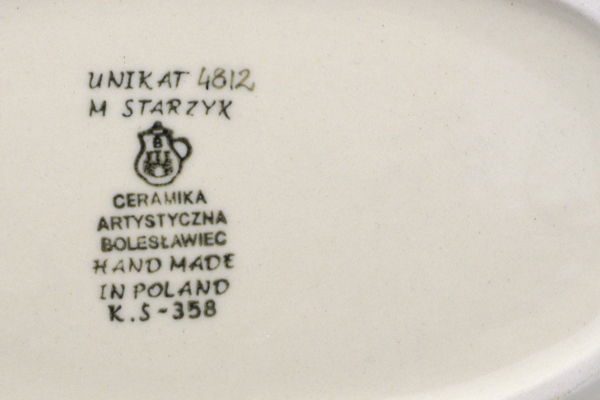 UNIKAT 4812
M STARZYK
B
CERAMIKA
ARTYSTYCZNA
BOLESŁAWIEC
HAND MADE
IN POLAND
K.S-358